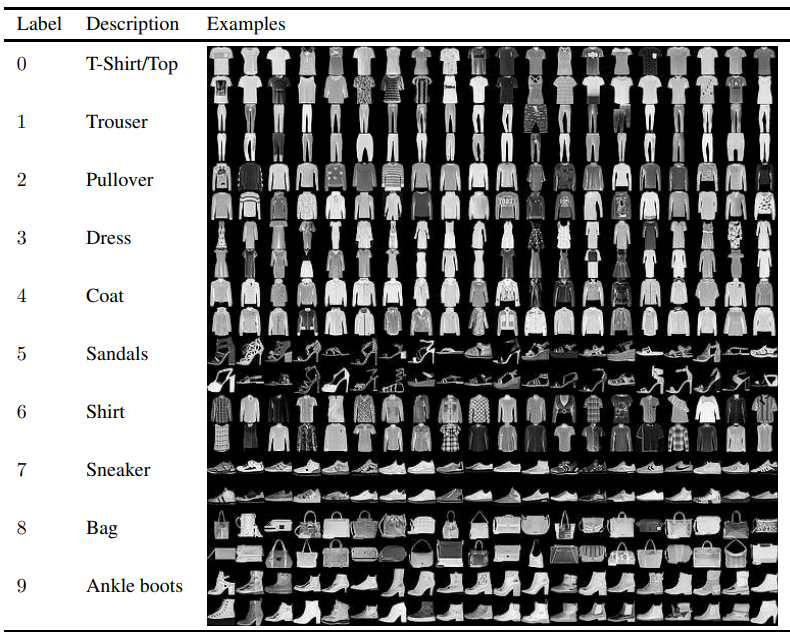 Label Description Examples
0 T-Shirt/Top
1 Trouser
2 Pullover
3 Dress
4 Coat
5 Sandals
6 Shirt
7 Sneaker
8 Bag
9 Ankle boots